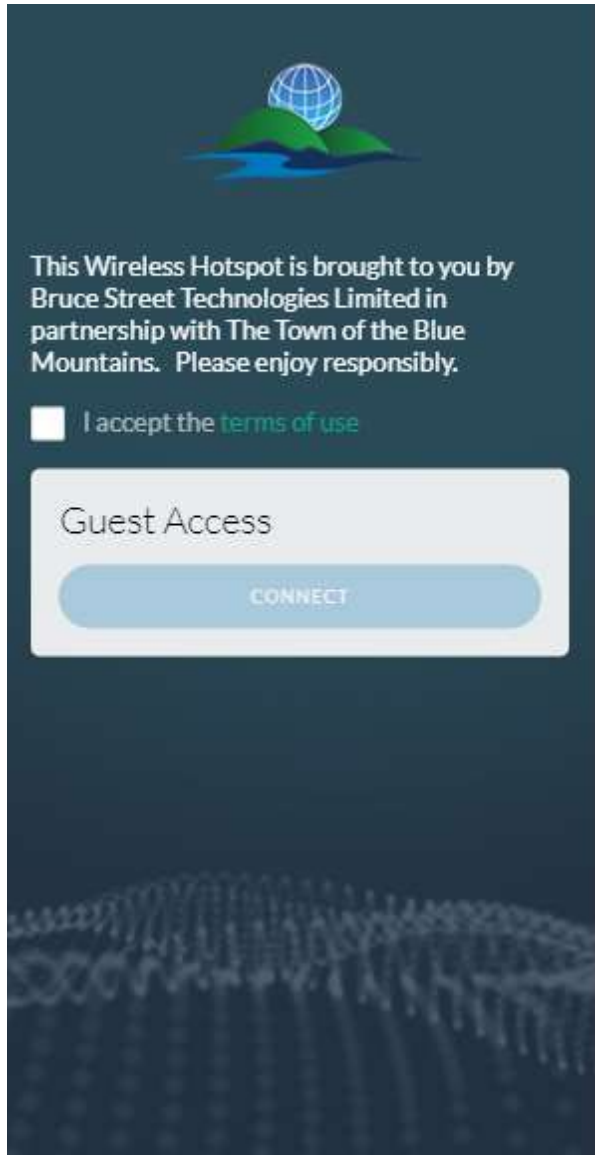 This Wireless Hotspot is brought to you by
Bruce Street Technologies Limited in
partnership with The Town of the Blue
Mountains.   Please enjoy responsibly.
I accept the terms of use
Guest Access
CONNECT